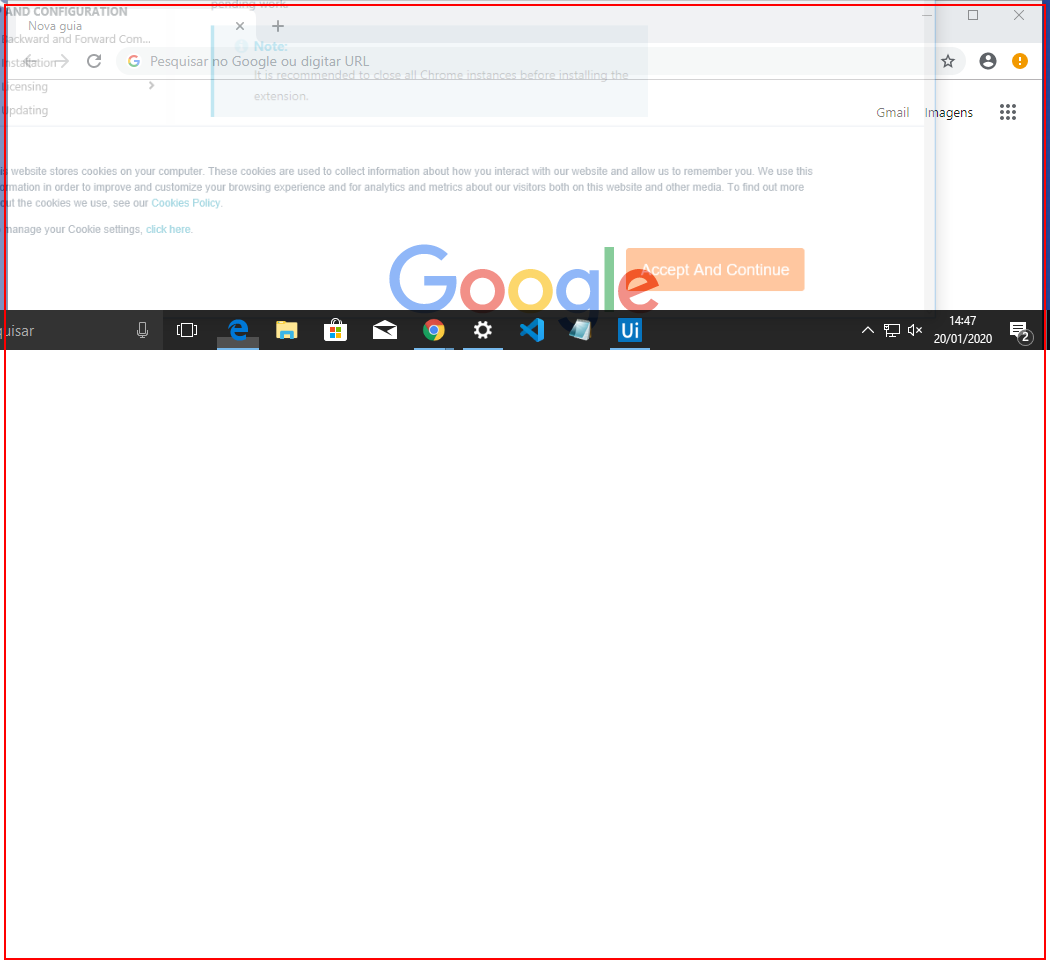 pending work.
AND CONFIGURATION
Nova guia
Backward and Forward Com...
Note:
Installation
Pesquisar no Google ou digitar URL
It is recommended to close all Chrome instances before installing the
Licensing
extension.
Updating
Gmail
Imagens
is website stores cookies on your computer. These cookies are used to collect information about how you interact with our website and allow us to remember you. We use this
ormation in order to improve and customize your browsing experience and for analytics and metrics about our visitors both on this website and other media. To find out more
out the cookies we use, see our Cookies Policy.
manage your Cookie settings, click here.
Google
Accept And Continue
quisar
Ui
14:47
20/01/2020
2